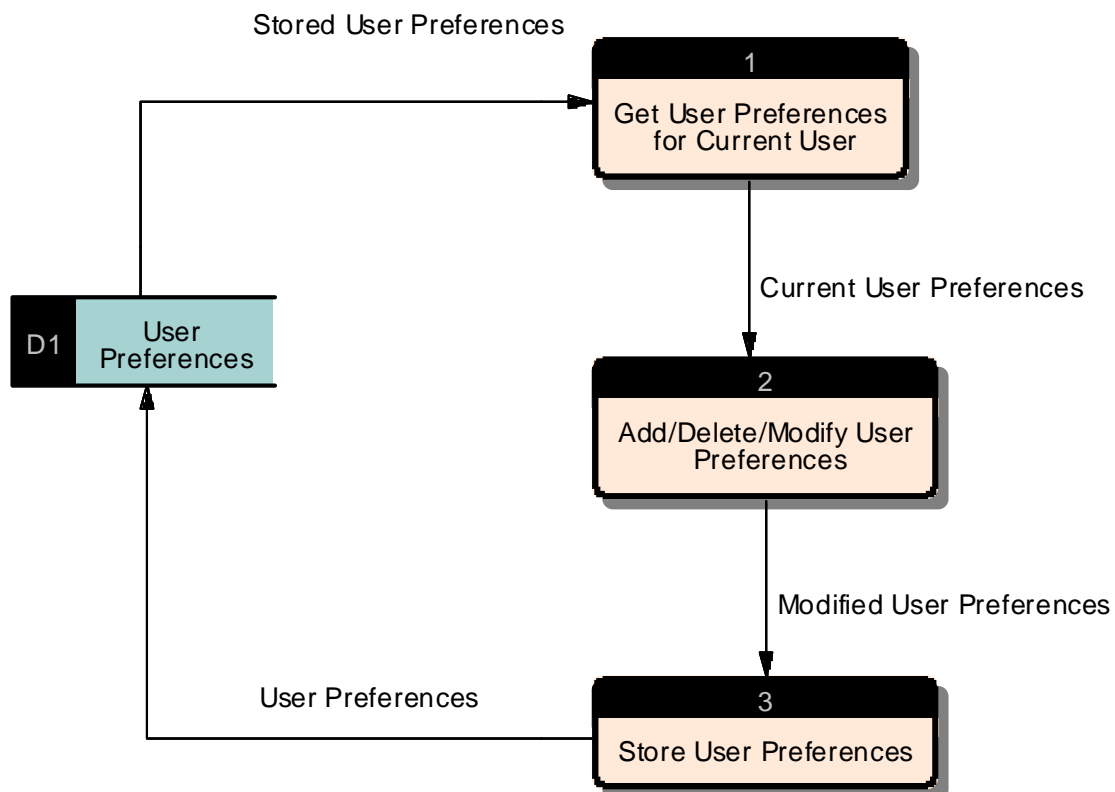 Stored User Preferences
1
Get User Preferences
for Current User
Current User Preferences
D1
User
Preferences
2
Add/Delete/Modify User
Preferences
Modified User Preferences
User Preferences
3
Store User Preferences